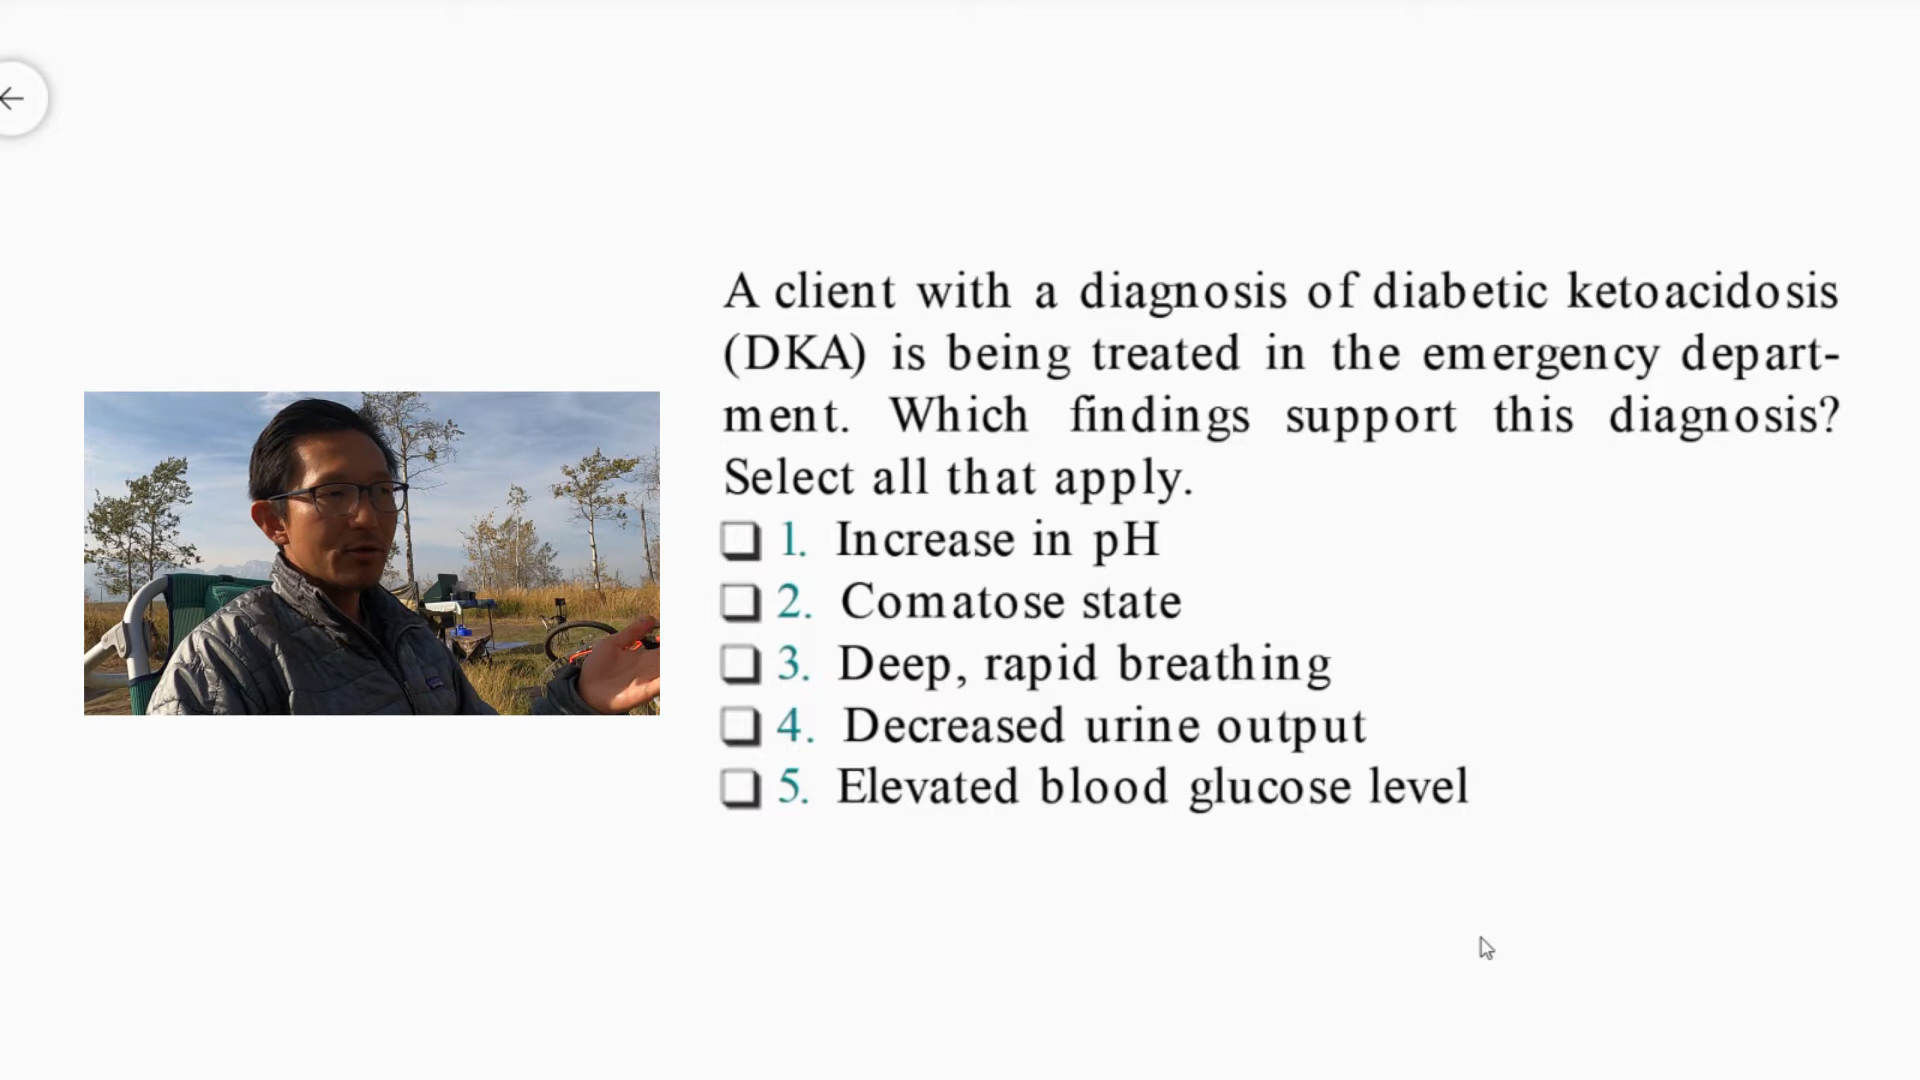 A client with a diagnosis of diabetic ketoacidosis
(DKA) is being treated in the emergency depart-
ment. Which findings support this diagnosis?
Select all that apply.
1. Increase in pH
2. Comatose state
3. Deep, rapid breathing
4. Decreased urine output
5. Elevated blood glucose level